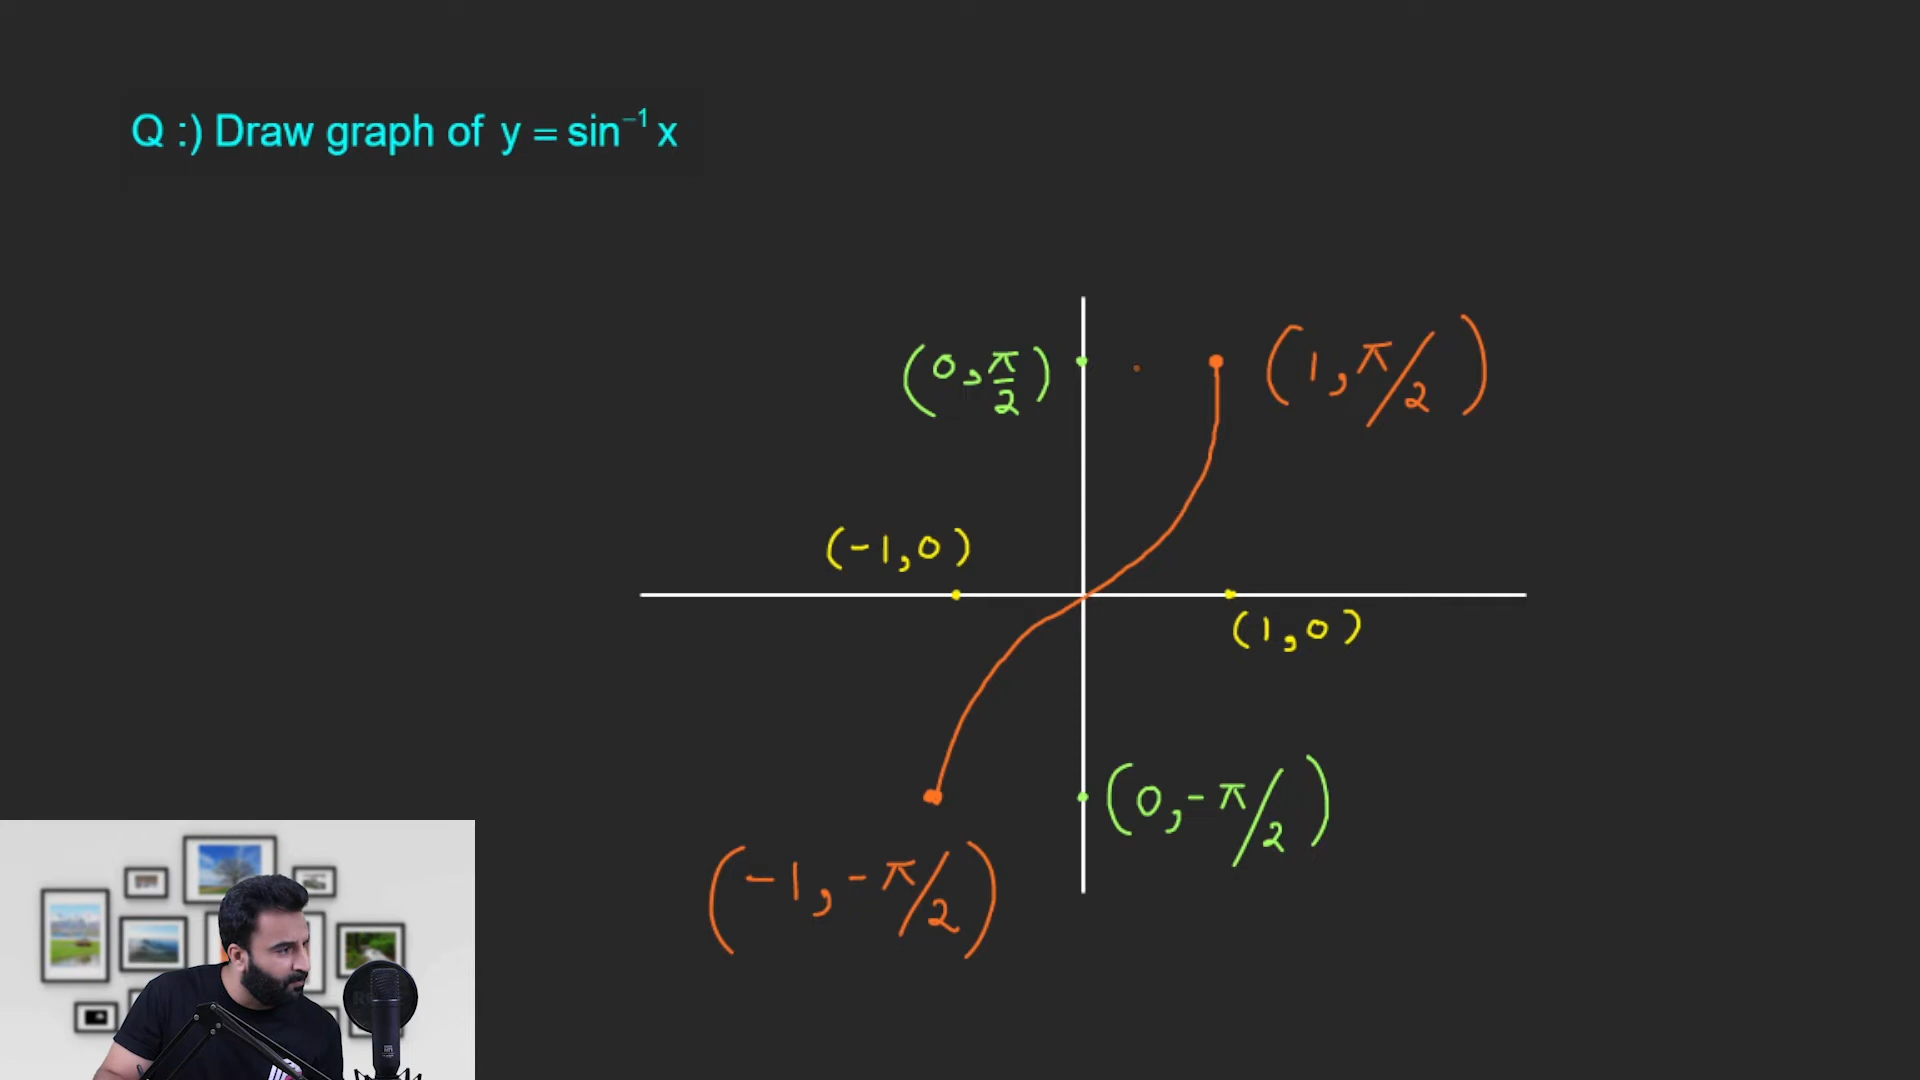 Q :) Draw graph of y = sin⁻¹ x
(0, π/2)
(1, π/2)
(-1, 0)
(1, 0)
(0, -π/2)
(-1, -π/2)